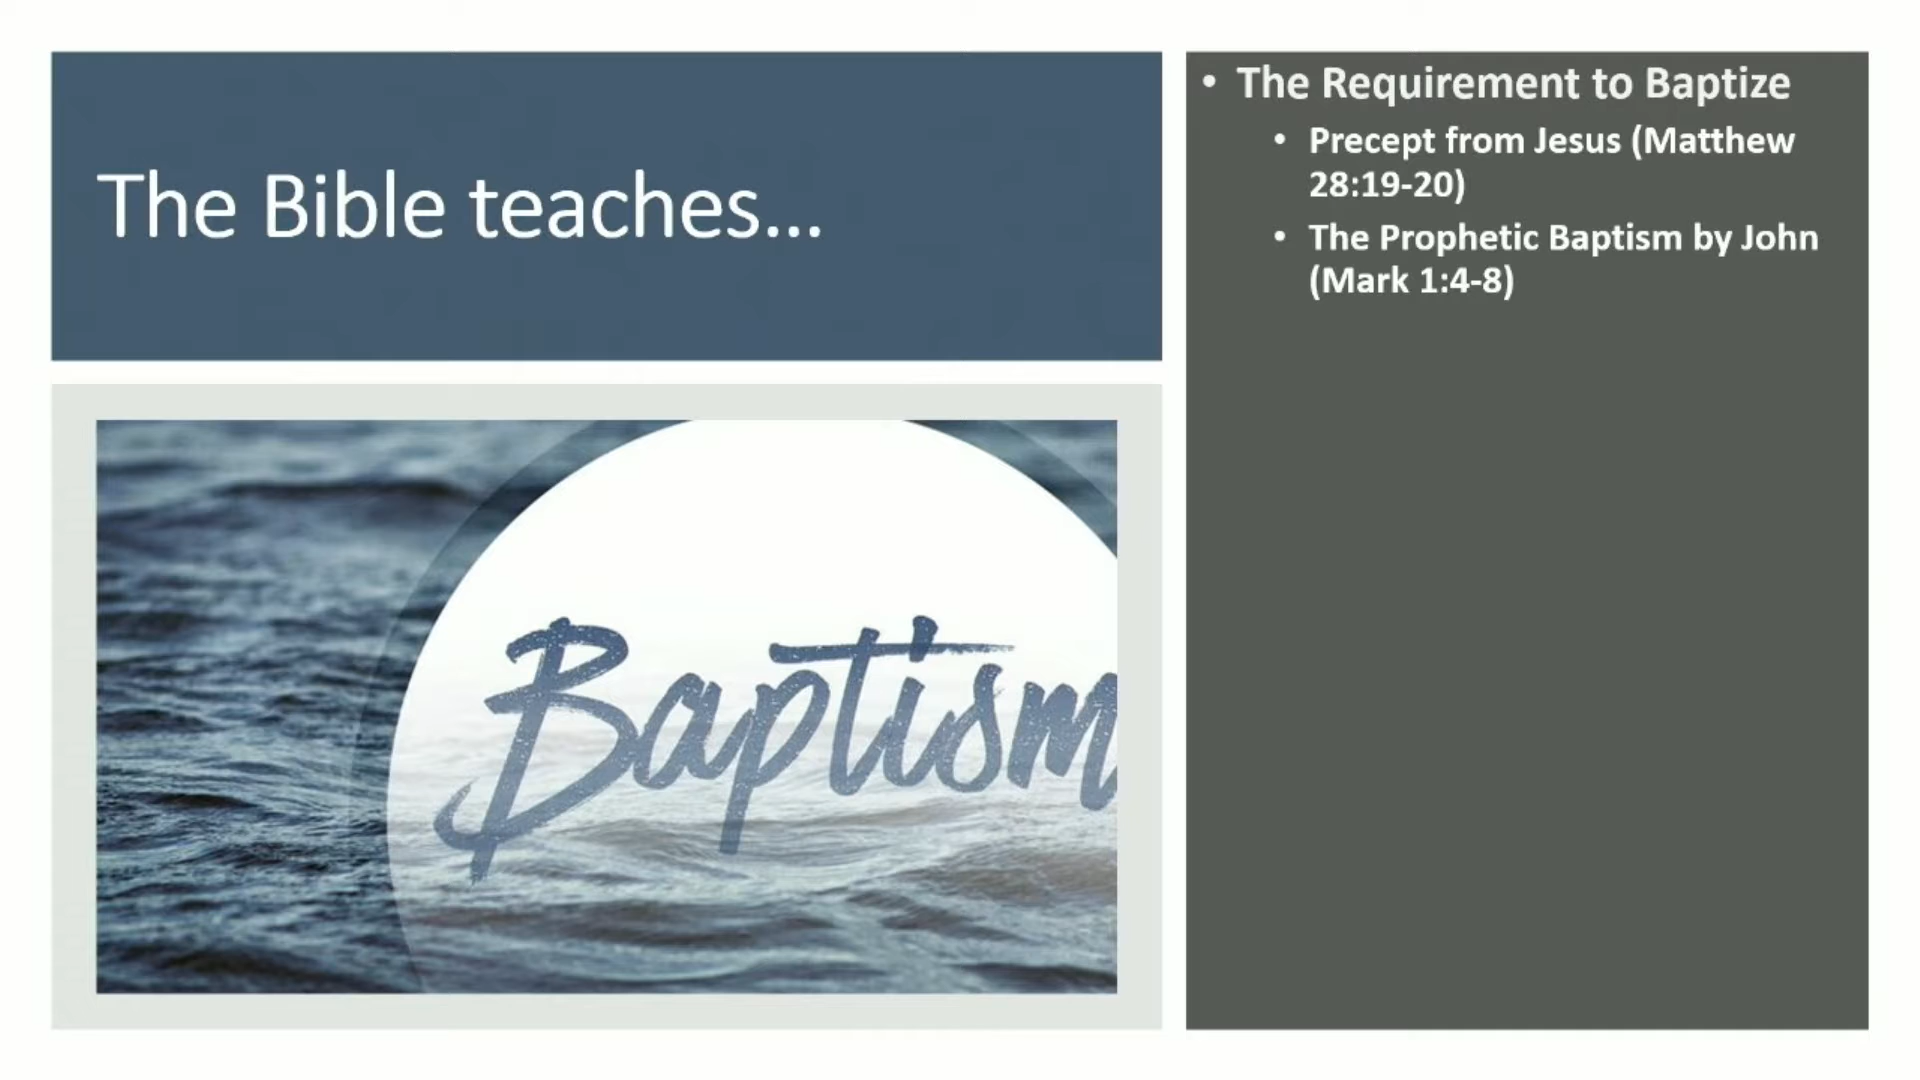 The Bible teaches...
• The Requirement to Baptize
• Precept from Jesus (Matthew
28:19-20)
• The Prophetic Baptism by John
(Mark 1:4-8)
Baptism